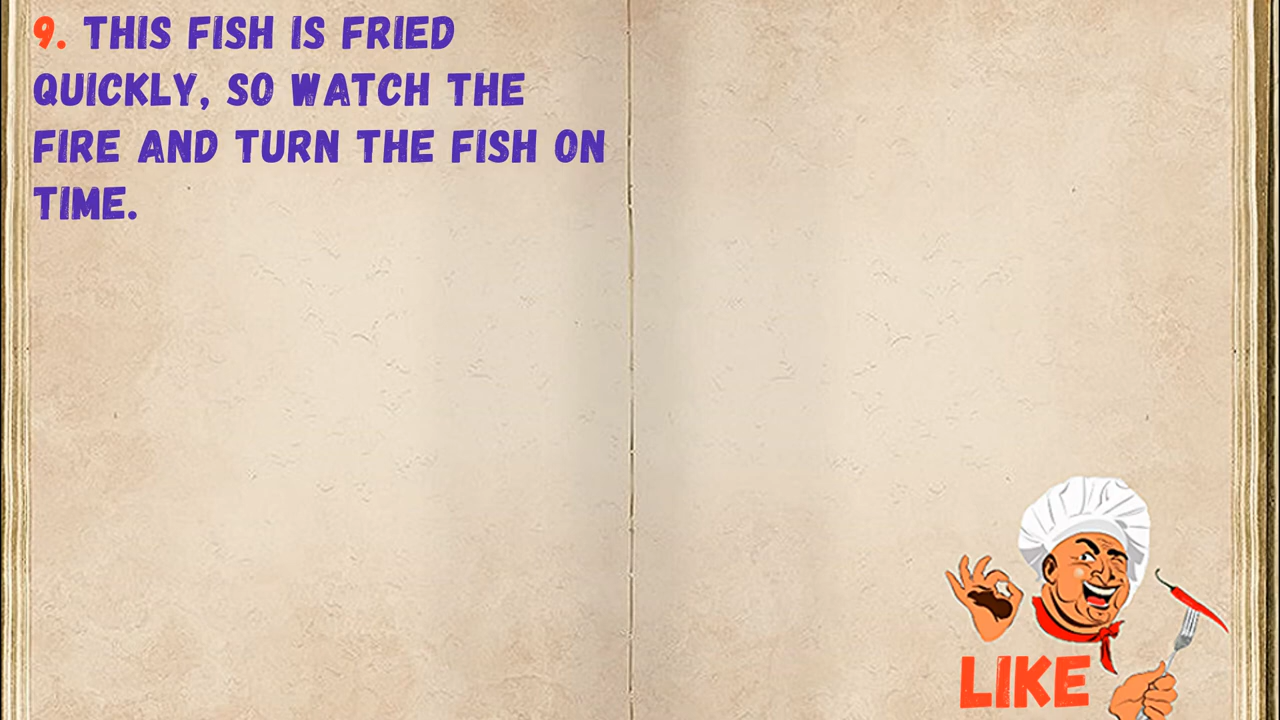 9. THIS FISH IS FRIED
QUICKLY, SO WATCH THE
FIRE AND TURN THE FISH ON
TIME.
LIKE